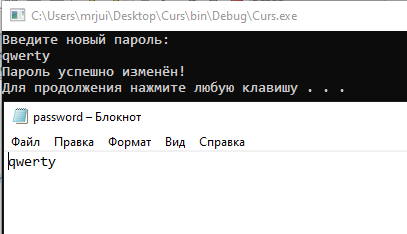 C:\Users\mrjui\Desktop\Curs\bin\Debug\Curs.exe
Введите новый пароль:
qwerty
Пароль успешно изменён!
Для продолжения нажмите любую клавишу . . .
password – Блокнот
Файл Правка Формат Вид Справка
qwerty